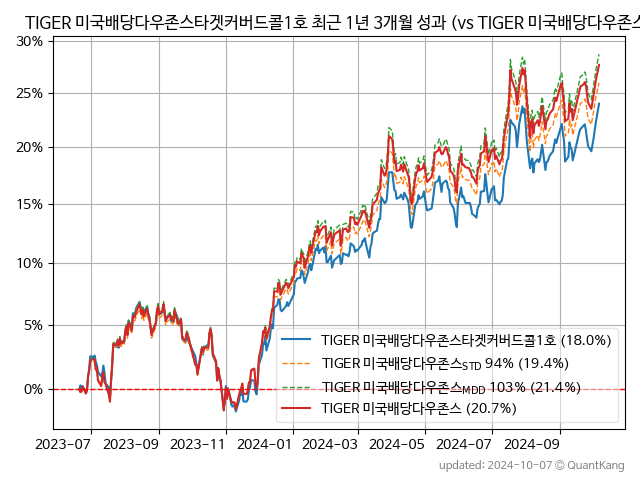 TIGER 미국배당다우존스타겟커버드콜1호 최근 1년 3개월 성과 (vs TIGER 미국배당다우존스
30%
25%
20%
15%
10%
5%
0%
TIGER 미국배당다우존스타겟커버드콜1호 (18.0%)
TIGER 미국배당다우존스STD 94% (19.4%)
TIGER 미국배당다우존스MDD 103% (21.4%)
TIGER 미국배당다우존스 (20.7%)
2023-07 2023-09 2023-11 2024-01 2024-03 2024-05 2024-07 2024-09
updated: 2024-10-07 © QuantKang